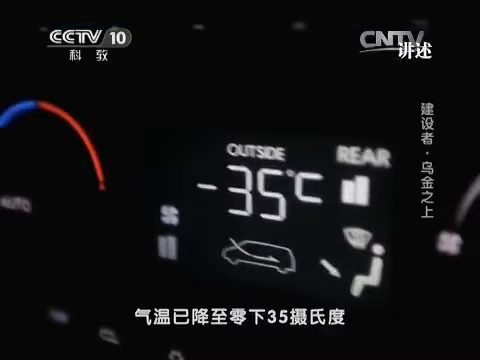 CCTV 10
科教
CNTV
讲述
建设者·乌金之上
OUTSIDE
REAR
-35℃
AUTO
气温已降至零下35摄氏度